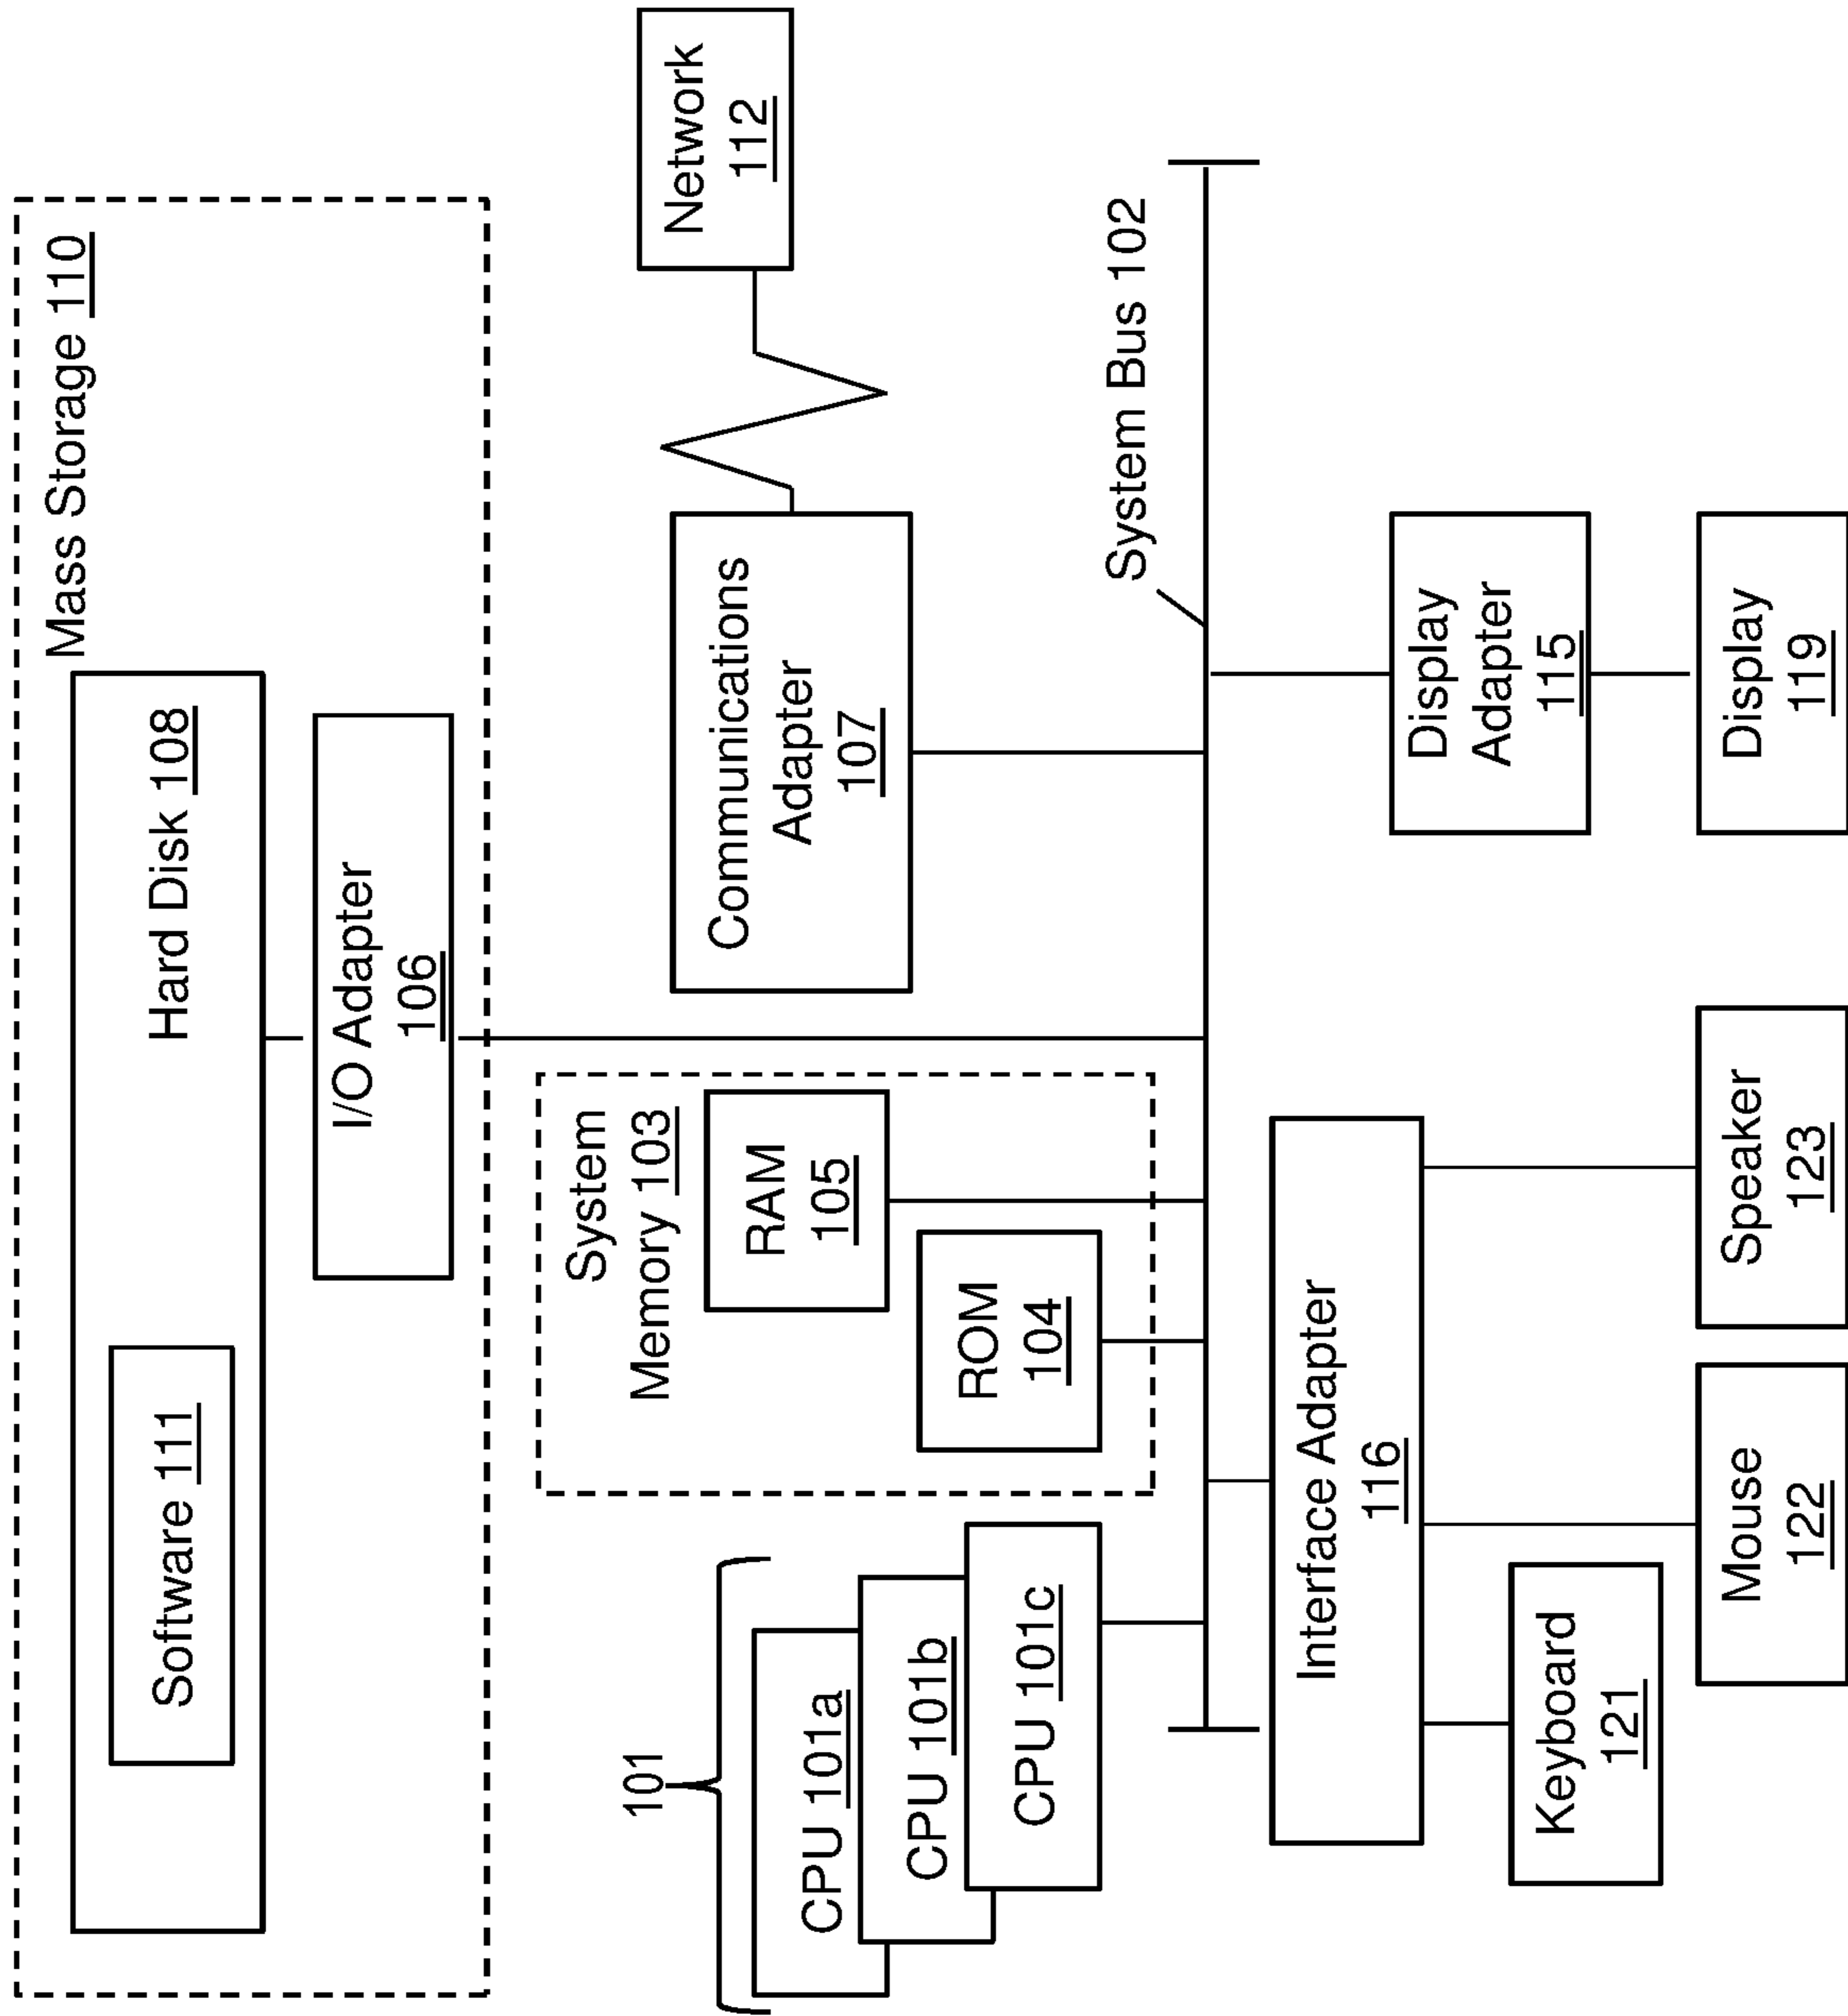 Mass Storage 110
Hard Disk 108
Software 111
I/O Adapter
106
101
CPU 101a
CPU 101b
CPU 101c
System
Memory 103
RAM
105
ROM
104
Communications
Adapter
107
Network
112
System Bus 102
Interface Adapter
116
Display
Adapter
115
Keyboard
121
Mouse
122
Speaker
123
Display
119